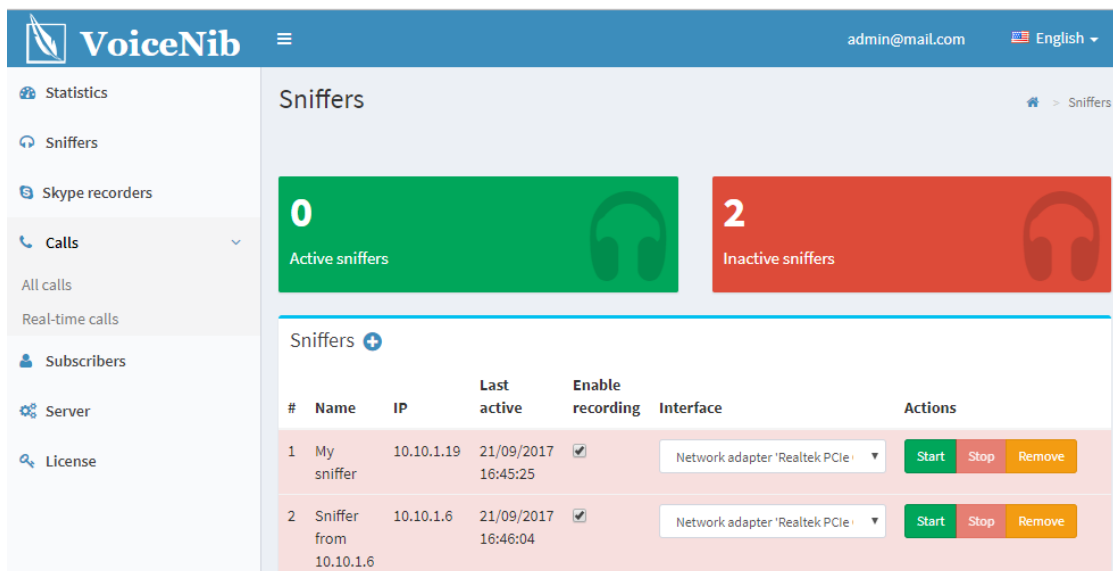 VoiceNib
admin@mail.com
English
Statistics
Sniffers
Skype recorders
Calls
All calls
Real-time calls
Subscribers
Server
License
Sniffers
> Sniffers
0
Active sniffers
2
Inactive sniffers
Sniffers
# Name IP Last active Enable recording Interface Actions
1 My sniffer 10.10.1.19 21/09/2017 16:45:25 Network adapter 'Realtek PCIe Start Stop Remove
2 Sniffer from 10.10.1.6 10.10.1.6 21/09/2017 16:46:04 Network adapter 'Realtek PCIe Start Stop Remove